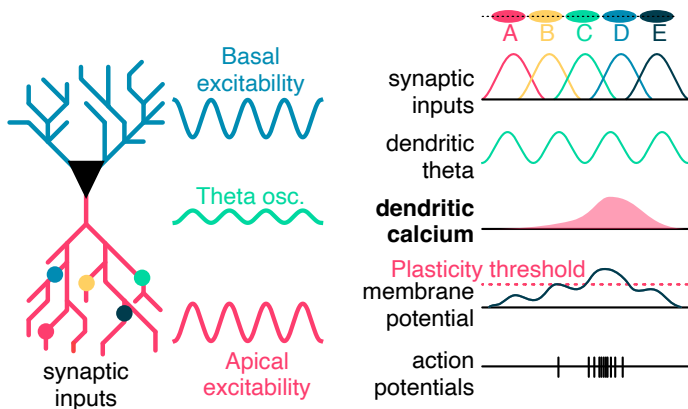 Basal
excitability
Theta osc.
Apical
excitability
synaptic
inputs
A B C D E
synaptic
inputs
dendritic
theta
dendritic
calcium
Plasticity threshold
membrane
potential
action
potentials